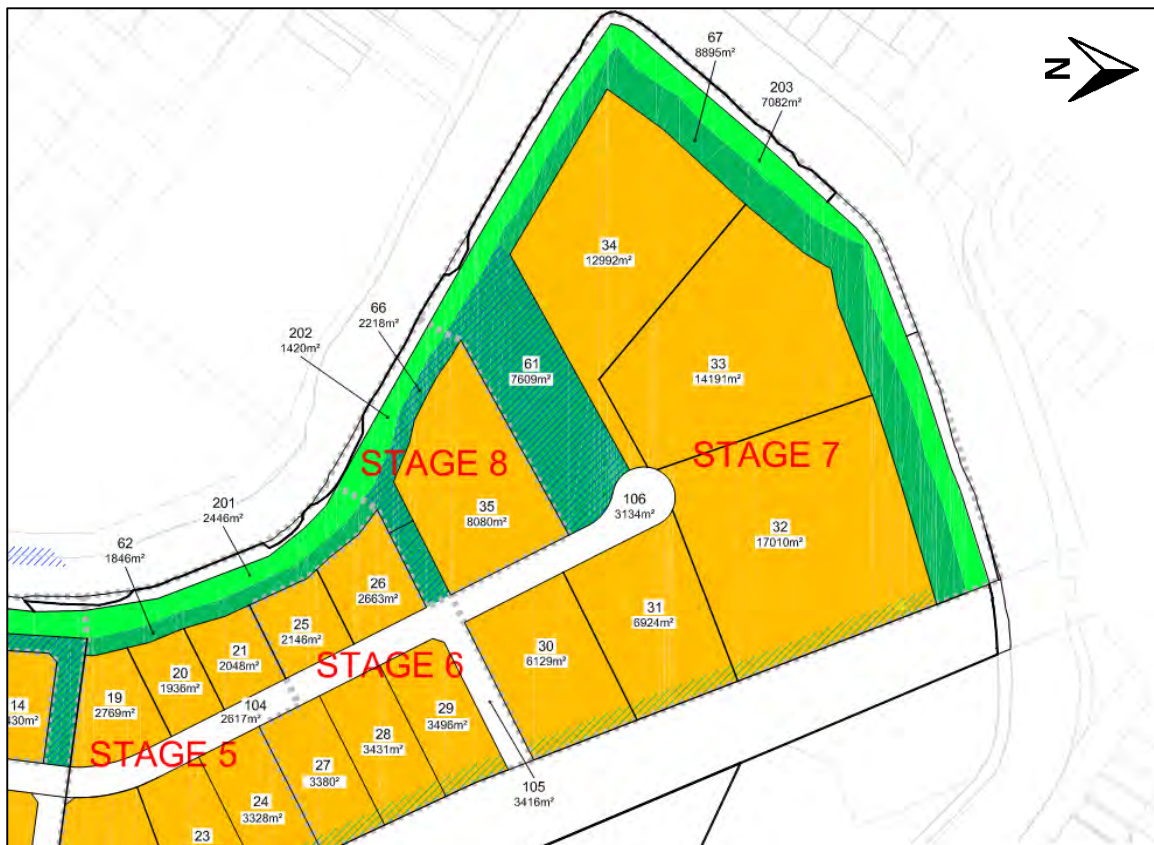 67
8895m²
203
7082m²
N
34
12992m²
66
2218m²
202
1420m²
61
7609m²
33
14191m²
STAGE 8
STAGE 7
201
2446m²
35
8080m²
106
3134m²
32
17010m²
62
1846m²
26
2663m²
31
6924m²
25
2146m²
21
2048m²
30
6129m²
20
1936m²
STAGE 6
19
2769m²
104
2617m²
14
430m²
29
3496m²
28
3431m²
STAGE 5
27
3380²
105
3416m²
24
3328m²
23